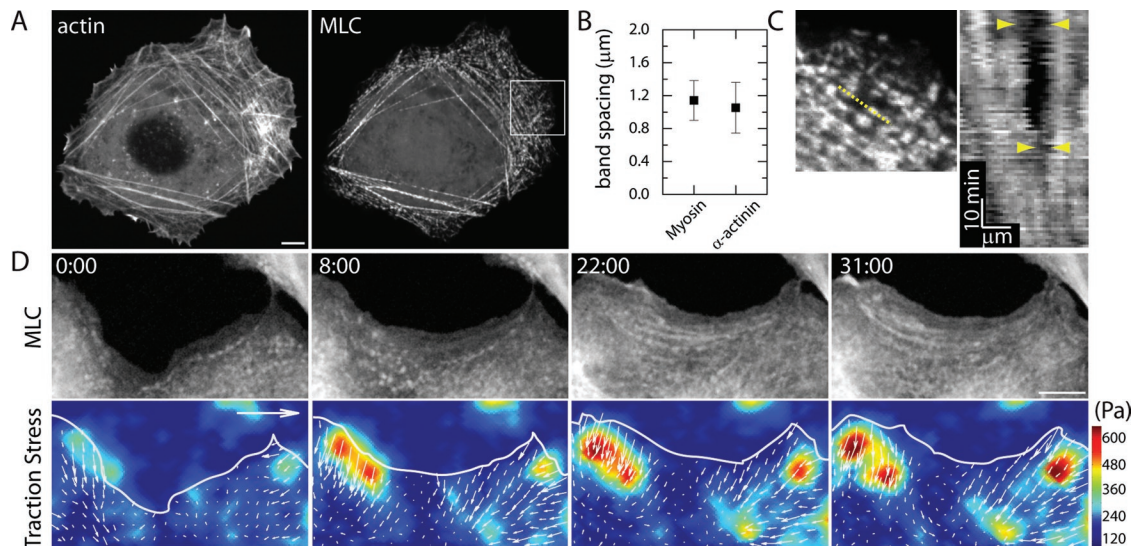 A
actin
MLC
B
band spacing (μm)
2.0
1.6
1.2
0.8
0.4
0.0
Myosin
α-actinin
C
10 min
μm
D
MLC
0:00
8:00
22:00
31:00
Traction Stress
(Pa)
600
480
360
240
120